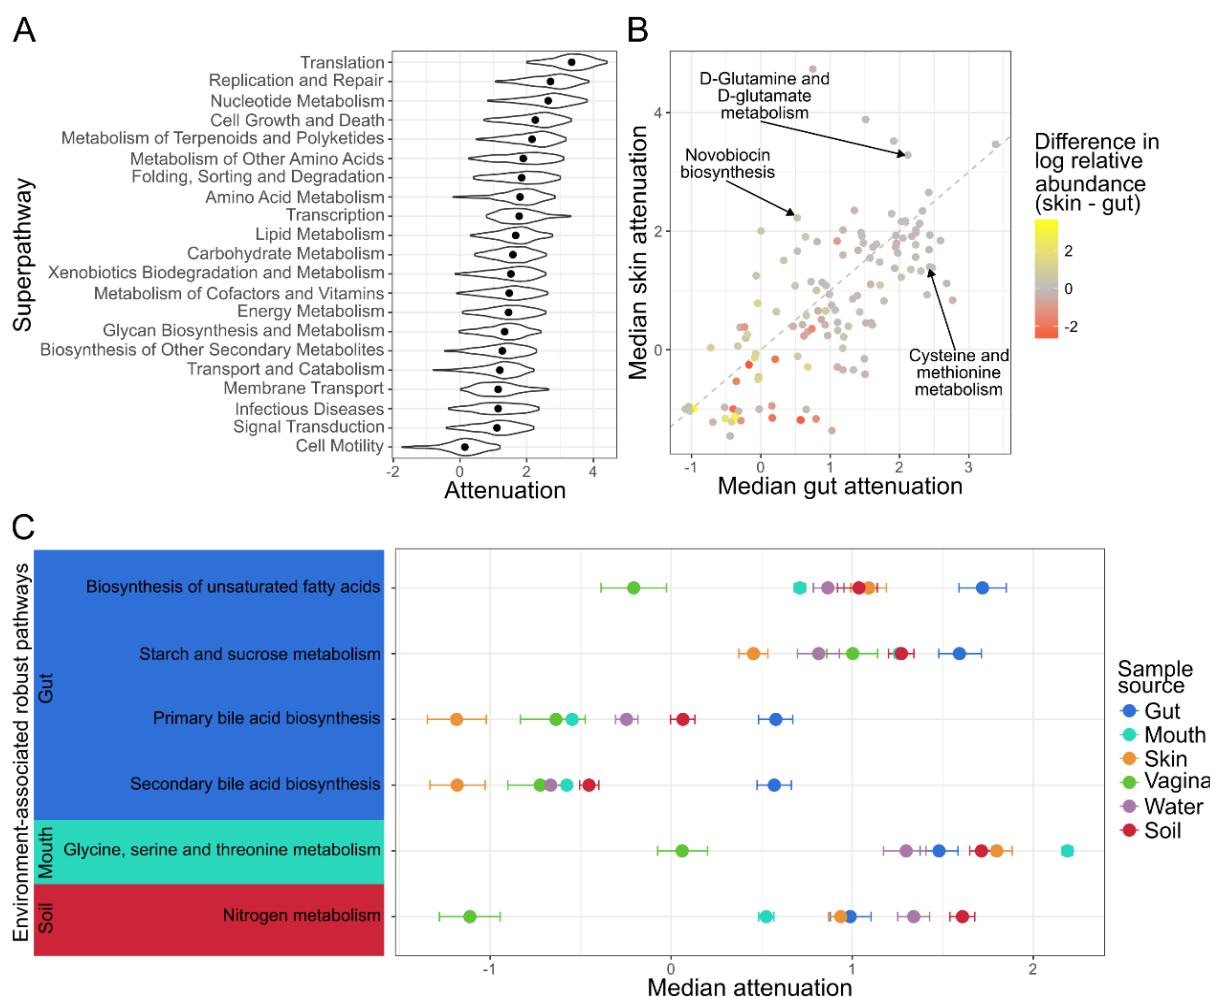 A
Superpathway
Translation
Replication and Repair
Nucleotide Metabolism
Cell Growth and Death
Metabolism of Terpenoids and Polyketides
Metabolism of Other Amino Acids
Folding, Sorting and Degradation
Amino Acid Metabolism
Transcription
Lipid Metabolism
Carbohydrate Metabolism
Xenobiotics Biodegradation and Metabolism
Metabolism of Cofactors and Vitamins
Energy Metabolism
Glycan Biosynthesis and Metabolism
Biosynthesis of Other Secondary Metabolites
Transport and Catabolism
Membrane Transport
Infectious Diseases
Signal Transduction
Cell Motility
-2 0 2 4
Attenuation
B
Median skin attenuation
4
2
0
D-Glutamine and
D-glutamate
metabolism
Novobiocin
biosynthesis
Cysteine and
methionine
metabolism
-1 0 1 2 3
Median gut attenuation
Difference in
log relative
abundance
(skin - gut)
2
0
-2
C
Environment-associated robust pathways
Gut
Biosynthesis of unsaturated fatty acids
Starch and sucrose metabolism
Primary bile acid biosynthesis
Secondary bile acid biosynthesis
Mouth
Glycine, serine and threonine metabolism
Soil
Nitrogen metabolism
-1 0 1 2
Median attenuation
Sample
source
Gut
Mouth
Skin
Vagina
Water
Soil